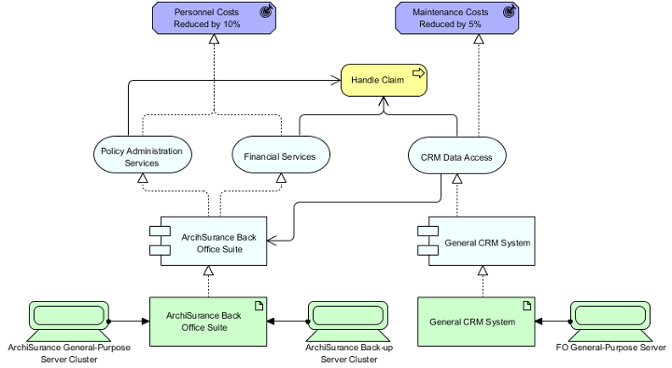 Personnel Costs
Reduced by 10%
Maintenance Costs
Reduced by 5%
Handle Claim
Policy Administration
Services
Financial Services
CRM Data Access
ArcihSurance Back
Office Suite
General CRM System
ArchiSurance Back
Office Suite
General CRM System
ArchiSurance General-Purpose
Server Cluster
ArchiSurance Back-up
Server Cluster
FO General-Purpose Server